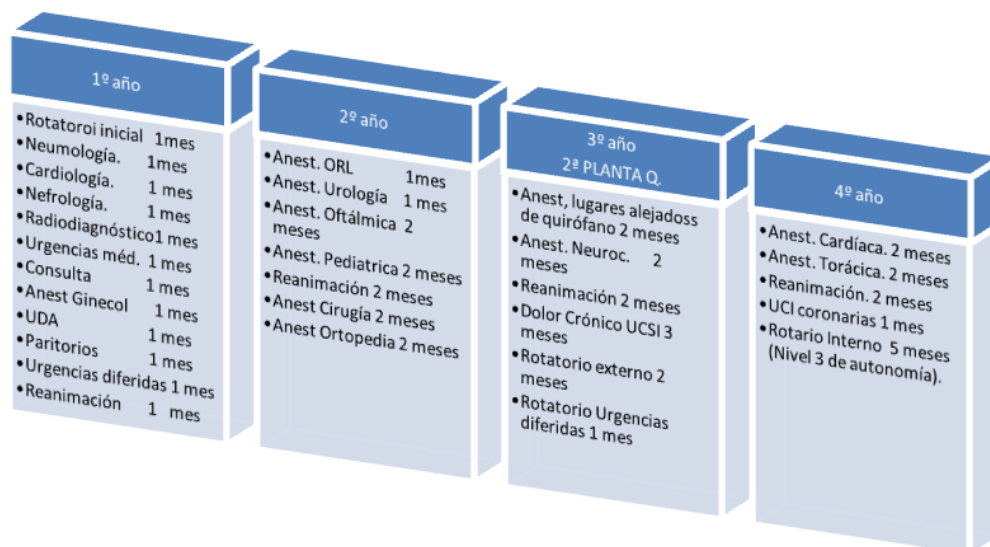 1º año
•Rotatoroi inicial 1mes
•Neumología. 1mes
•Cardiología. 1 mes
•Nefrología. 1 mes
•Radiodiagnóstico1 mes
•Urgencias méd. 1 mes
•Consulta 1 mes
•Anest Ginecol 1 mes
•UDA 1 mes
•Paritorios 1 mes
•Urgencias diferidas 1 mes
•Reanimación 1 mes
2º año
•Anest. ORL 1mes
•Anest. Urología 1 mes
•Anest. Oftálmica 2
meses
•Anest. Pediatrica 2 meses
•Reanimación 2 meses
•Anest Cirugía 2 meses
•Anest Ortopedia 2 meses
3º año
2ª PLANTA Q.
•Anest, lugares alejadoss
de quirófano 2 meses
•Anest. Neuroc. 2
meses
•Reanimación 2 meses
•Dolor Crónico UCSI 3
meses
•Rotatorio externo 2
meses
•Rotatorio Urgencias
diferidas 1 mes
4º año
•Anest. Cardíaca. 2 meses
•Anest. Torácica. 2 meses
•Reanimación. 2 meses
•UCI coronarias 1 mes
•Rotario Interno 5 meses
(Nivel 3 de autonomía).